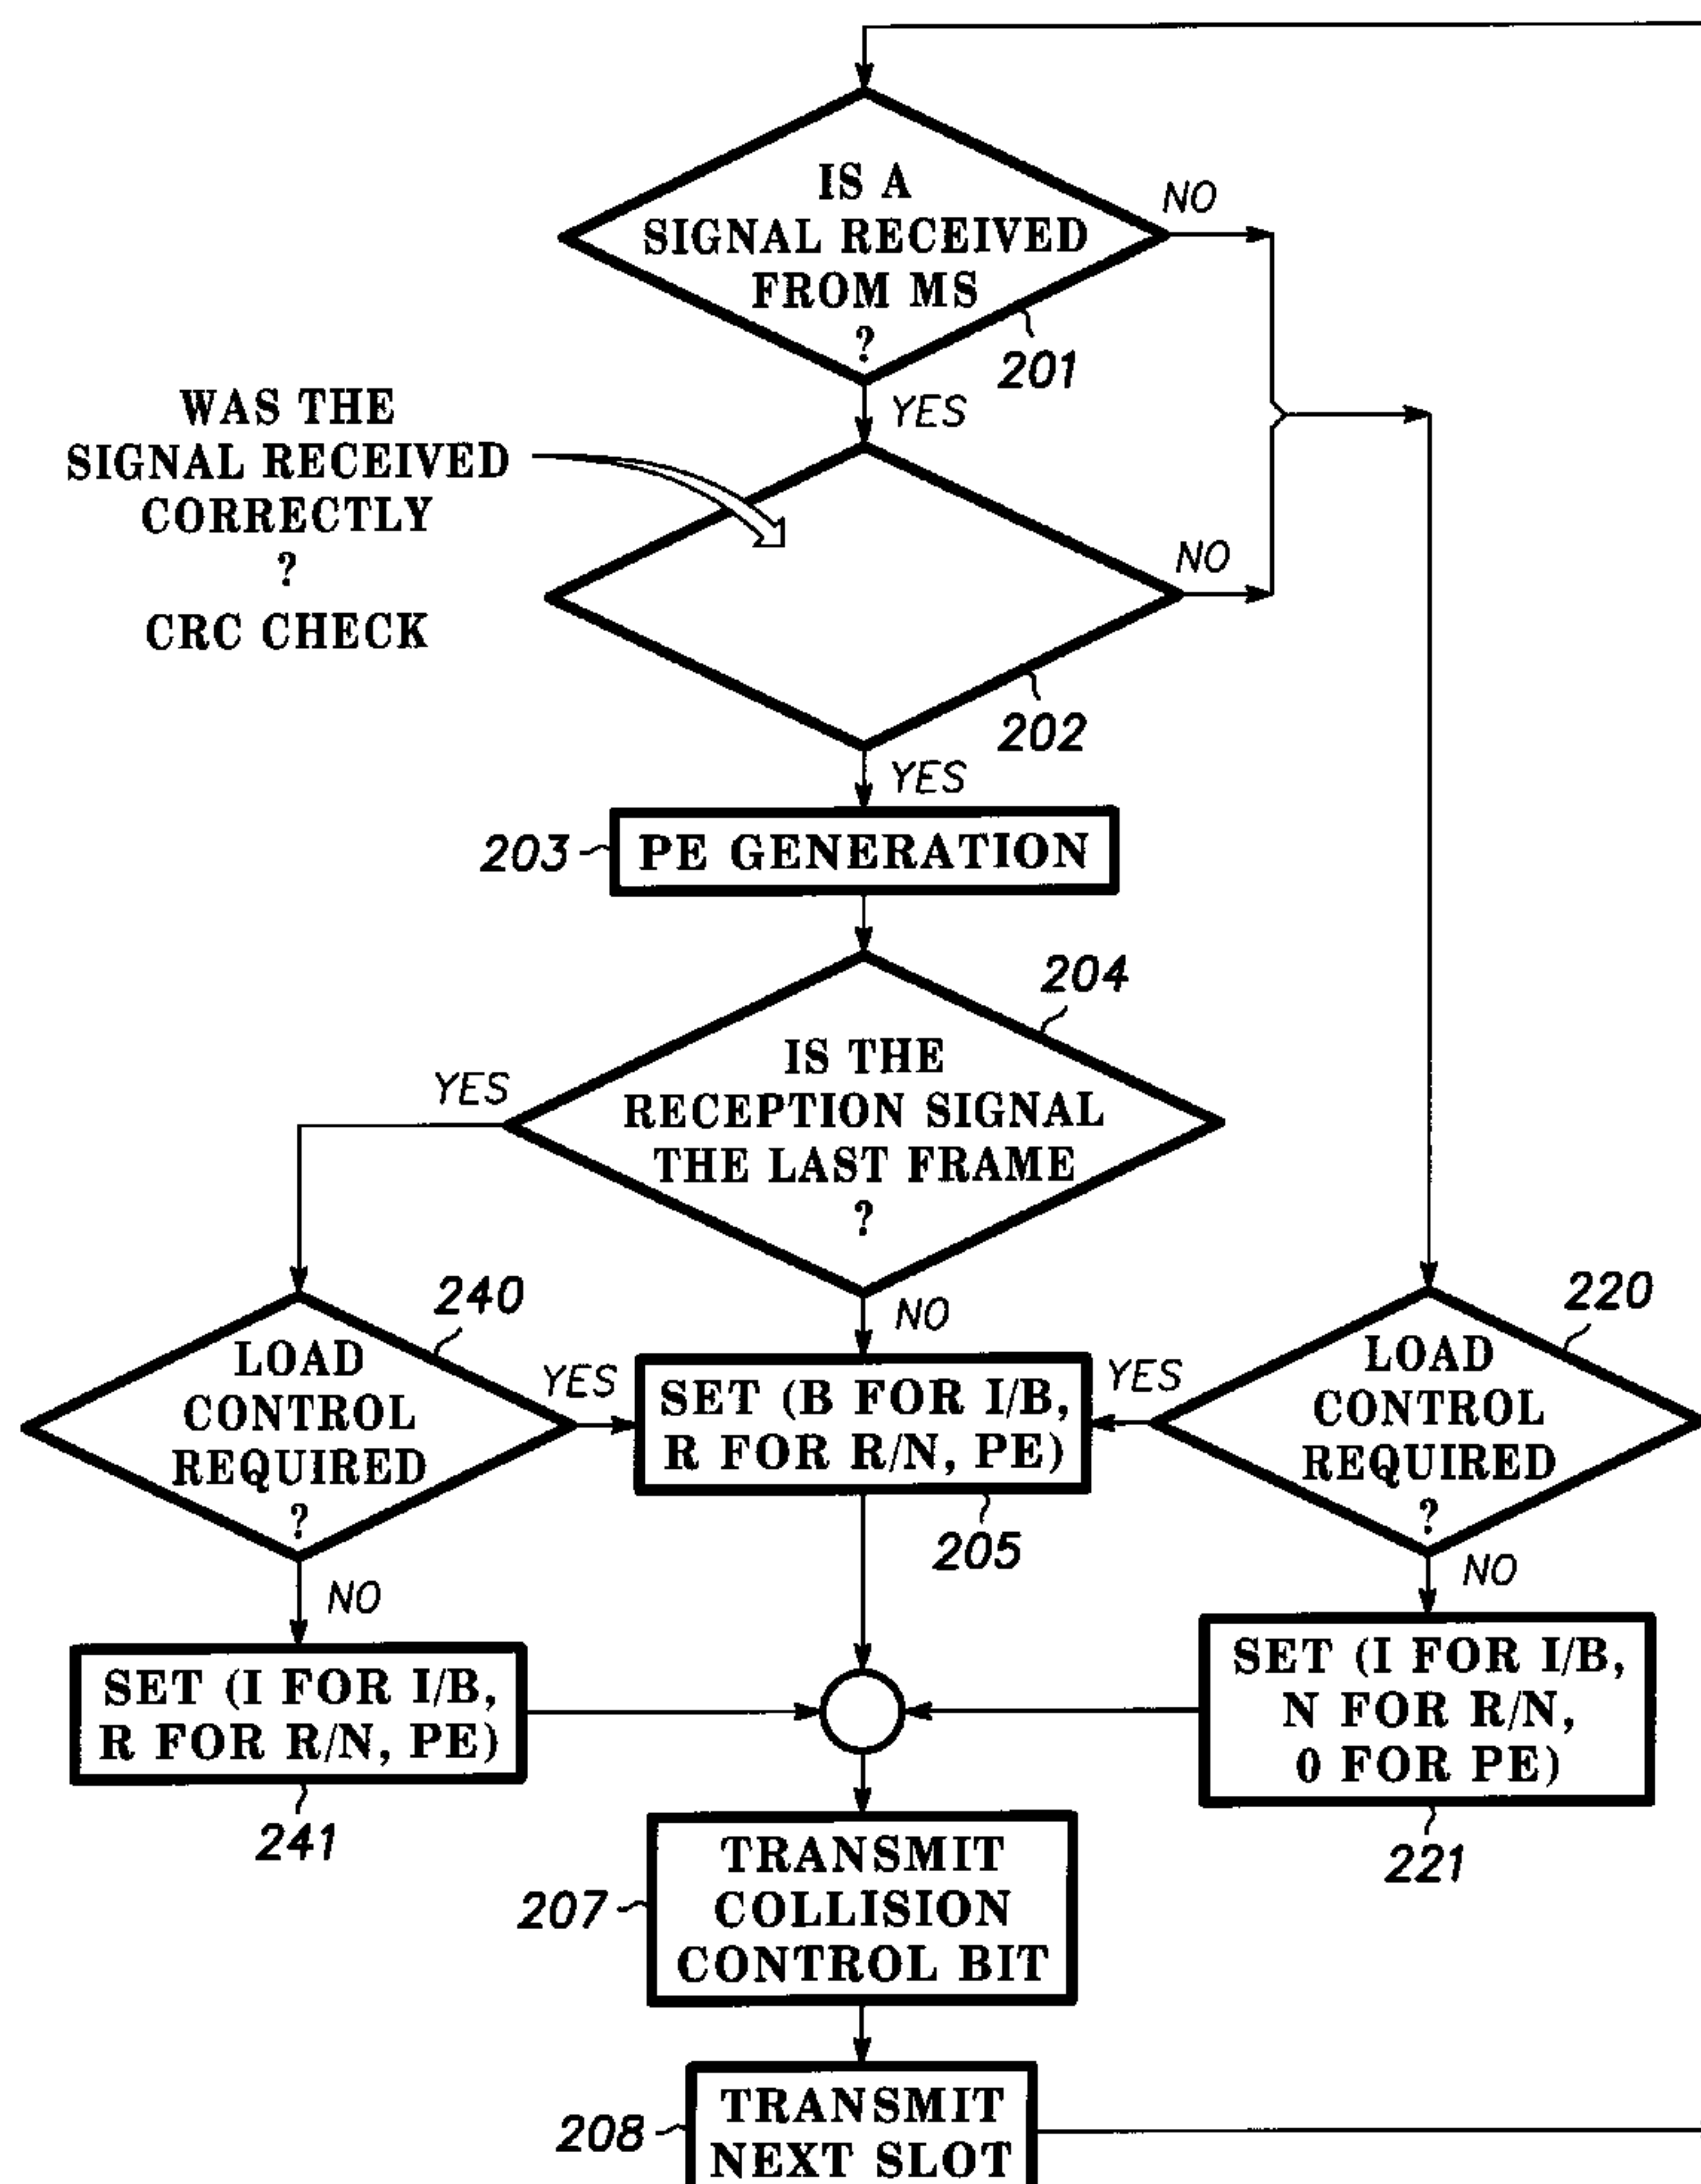 IS A
SIGNAL RECEIVED
FROM MS
?
NO
201
YES
WAS THE
SIGNAL RECEIVED
CORRECTLY
?
CRC CHECK
NO
202
YES
203
PE GENERATION
204
IS THE
RECEPTION SIGNAL
THE LAST FRAME
?
YES
NO
240
LOAD
CONTROL
REQUIRED
?
YES
NO
SET (B FOR I/B,
R FOR R/N, PE)
205
220
LOAD
CONTROL
REQUIRED
?
YES
NO
SET (I FOR I/B,
R FOR R/N, PE)
241
SET (I FOR I/B,
N FOR R/N,
0 FOR PE)
221
207
TRANSMIT
COLLISION
CONTROL BIT
208
TRANSMIT
NEXT SLOT